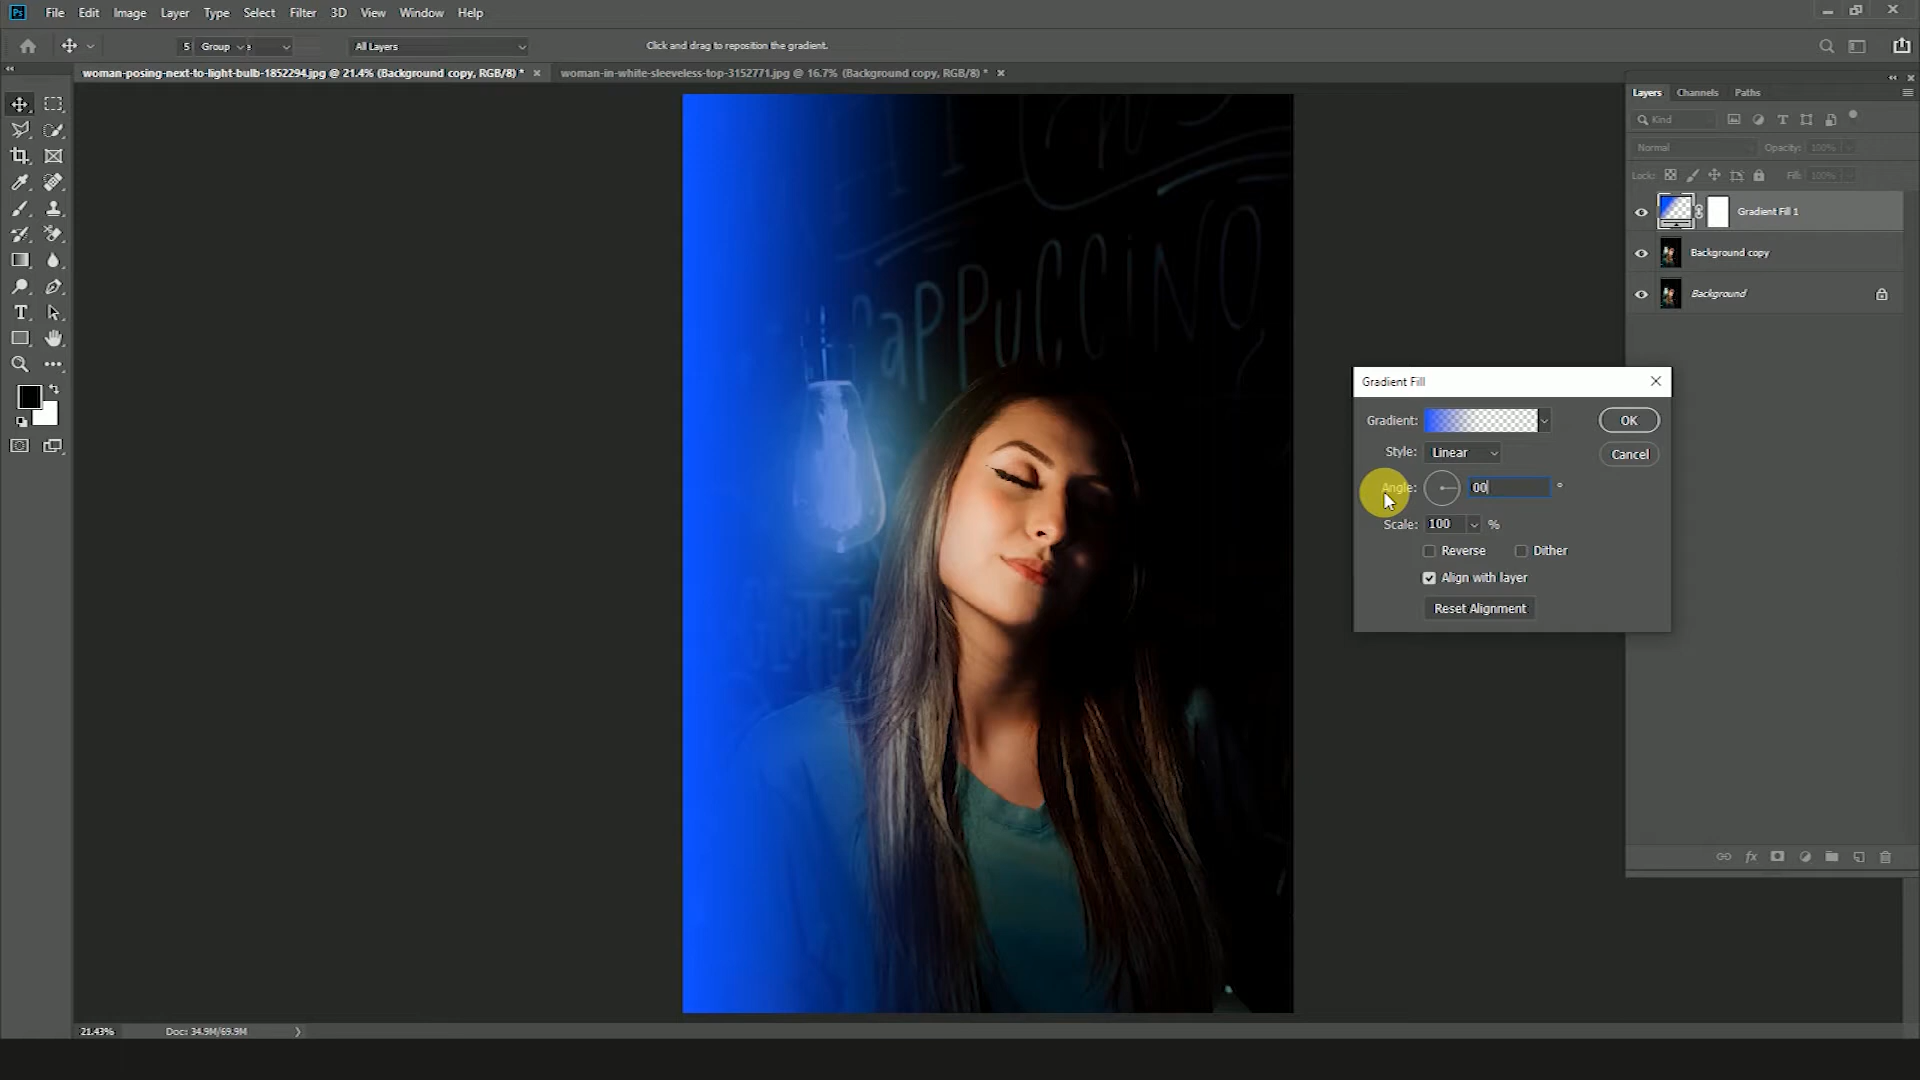 Ps File Edit Image Layer Type Select Filter 3D View Window Help
5 Group All Layers Click and drag to reposition the gradient.
woman-posing-next-to-light-bulb-1852294.jpg @ 21.4% (Background copy, RGB/8) * woman-in-white-sleeveless-top-3152771.jpg @ 16.7% (Background copy, RGB/8) *
Layers Channels Paths
Kind
Normal Opacity: 100%
Lock: Fill: 100%
Gradient Fill 1
Background copy
Background
CaPPuCCiNO
Gradient Fill
Gradient: OK
Style: Linear Cancel
Angle: 00 °
Scale: 100 %
Reverse Dither
Align with layer
Reset Alignment
21.43% Doc: 34.9M/69.9M